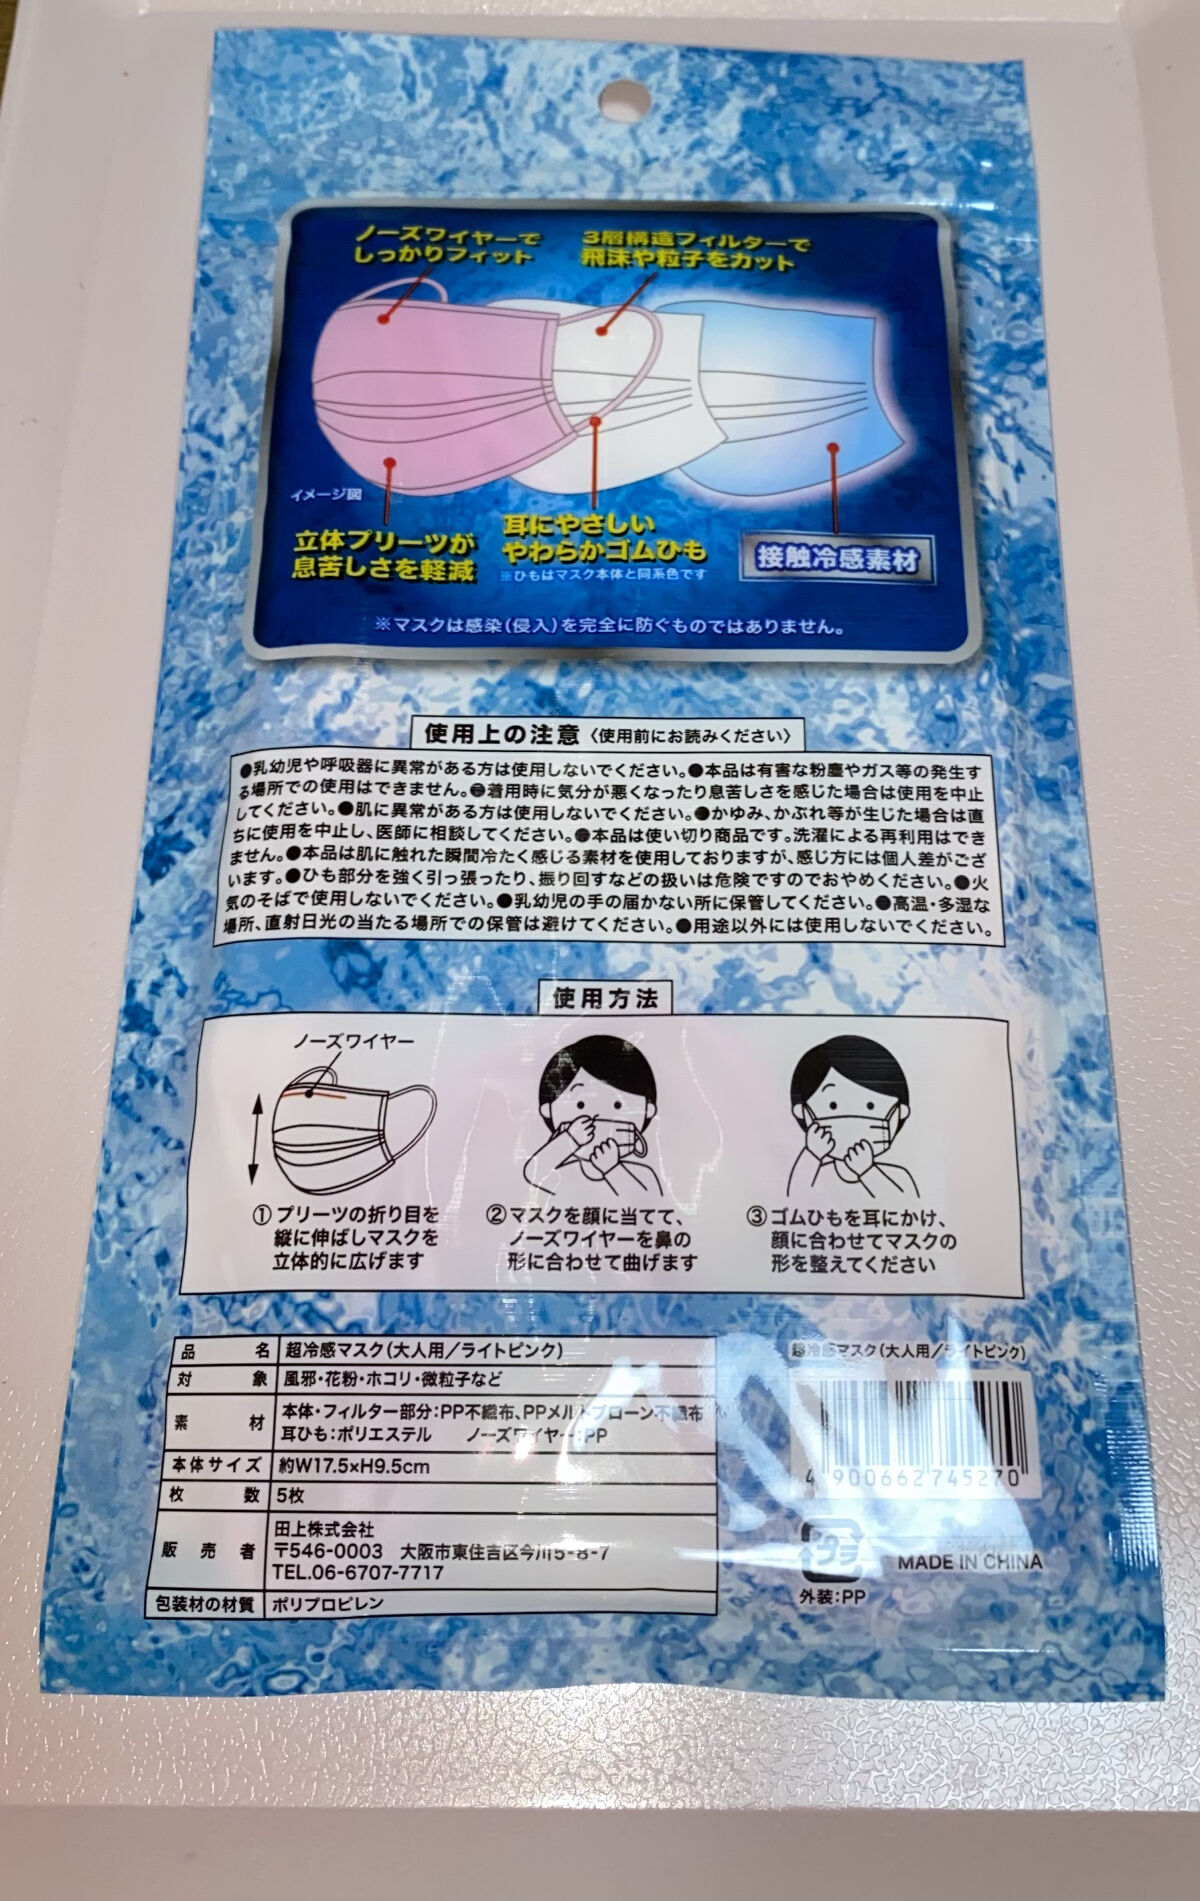 ノーズワイヤーで
しっかりフィット
3層構造フィルターで
飛沫や粒子をカット
イメージ図
立体プリーツが
息苦しさを軽減
耳にやさしい
やわらかゴムひも
※ひもはマスク本体と同系色です
接触冷感素材
※マスクは感染(侵入)を完全に防ぐものではありません。
使用上の注意〈使用前にお読みください〉
●乳幼児や呼吸器に異常がある方は使用しないでください。●本品は有害な粉塵やガス等の発生す
る場所での使用はできません。●着用時に気分が悪くなったり息苦しさを感じた場合は使用を中止
してください。●肌に異常がある方は使用しないでください。●かゆみ、かぶれ等が生じた場合は直
ちに使用を中止し、医師に相談してください。●本品は使い切り商品です。洗濯による再利用はでき
ません。●本品は肌に触れた瞬間冷たく感じる素材を使用しておりますが、感じ方には個人差がござ
います。●ひも部分を強く引っ張ったり、振り回すなどの扱いは危険ですのでおやめください。●火
気のそばで使用しないでください。●乳幼児の手の届かない所に保管してください。●高温・多湿な
場所、直射日光の当たる場所での保管は避けてください。●用途以外には使用しないでください。
使用方法
ノーズワイヤー
①プリーツの折り目を
縦に伸ばしマスクを
立体的に広げます
②マスクを顔に当てて、
ノーズワイヤーを鼻の
形に合わせて曲げます
③ゴムひもを耳にかけ、
顔に合わせてマスクの
形を整えてください
品名 超冷感マスク(大人用/ライトピンク)
対象 風邪・花粉・ホコリ・微粒子など
素材 本体・フィルター部分:PP不織布、PPメルトブローン不織布
耳ひも:ポリエステル ノーズワイヤー:PP
本体サイズ 約W17.5×H9.5cm
枚数 5枚
販売者 田上株式会社
〒546-0003 大阪市東住吉区今川5-8-7
TEL.06-6707-7717
包装材の材質 ポリプロピレン
超冷感マスク(大人用/ライトピンク)
4 900662 745270
プラ
外装:PP
MADE IN CHINA